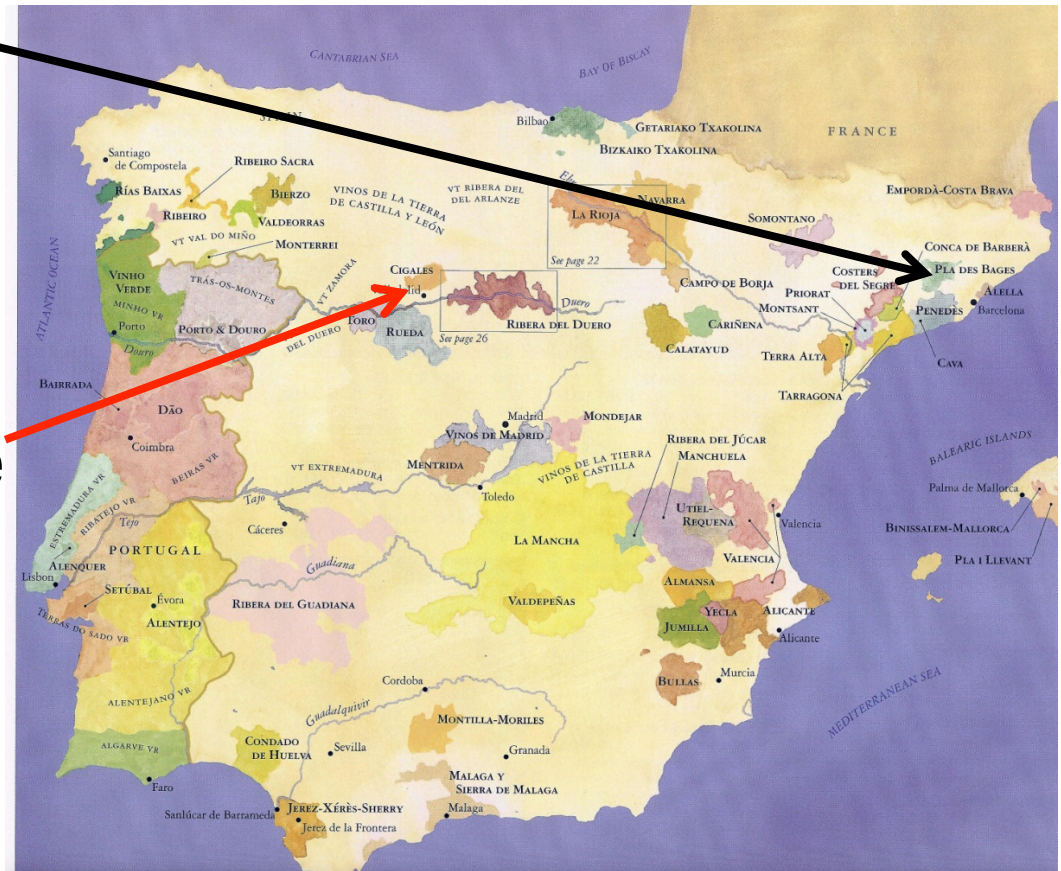 CANTABRIAN SEA
BAY OF BISCAY
Bilbao
GETARIAKO TXAKOLINA
BIZKAIKO TXAKOLINA
FRANCE
Santiago
de Compostela
RIBEIRO SACRA
RÍAS BAIXAS
BIERZO
RIBEIRO
VALDEORRAS
VINOS DE LA TIERRA
DE CASTILLA Y LEÓN
VT RIBERA DEL
DEL ARLANZE
NAVARRA
LA RIOJA
See page 22
SOMONTANO
EMPORDÀ-COSTA BRAVA
VT VAL DO MIÑO
MONTERREI
CONCA DE BARBERÀ
PLA DES BAGES
ALELLA
Barcelona
COSTERS
DEL SEGRE
PRIORAT
MONTSANT
PENEDÈS
CAVA
TERRA ALTA
TARRAGONA
ATLANTIC OCEAN
VINHO
VERDE
MINHO VR
Porto
Douro
TRÁS-OS-MONTES
PORTO & DOURO
VT ZAMORA
DEL DUERO
CIGALES
TORO
RUEDA
See page 26
Duero
RIBERA DEL DUERO
CAMPO DE BORJA
CARIÑENA
CALATAYUD
BAIRRADA
DÃO
Coimbra
BEIRAS VR
Madrid
VINOS DE MADRID
MONDEJAR
MENTRIDA
Toledo
VINOS DE LA TIERRA
DE CASTILLA
RIBERA DEL JÚCAR
MANCHUELA
BALEARIC ISLANDS
Palma de Mallorca
BINISSALEM-MALLORCA
PLA I LLEVANT
e
ESTREMADURA VR
RIBATEJO VR
Tejo
VT EXTREMADURA
Tajo
Cáceres
UTIEL-
REQUENA
Valencia
VALENCIA
LA MANCHA
PORTUGAL
ALENQUER
Lisbon
SETÚBAL
Évora
ALENTEJO
TERRAS DO SADO VR
Guadiana
RIBERA DEL GUADIANA
VALDEPEÑAS
ALMANSA
YECLA
ALICANTE
JUMILLA
Alicante
BULLAS
Murcia
MEDITERRANEAN SEA
ALENTEJANO VR
ALGARVE VR
Faro
Cordoba
Guadalquivir
MONTILLA-MORILES
CONDADO
DE HUELVA
Sevilla
Granada
MALAGA Y
SIERRA DE MALAGA
Malaga
Sanlúcar de Barrameda
JEREZ-XÉRÈS-SHERRY
Jerez de la Frontera